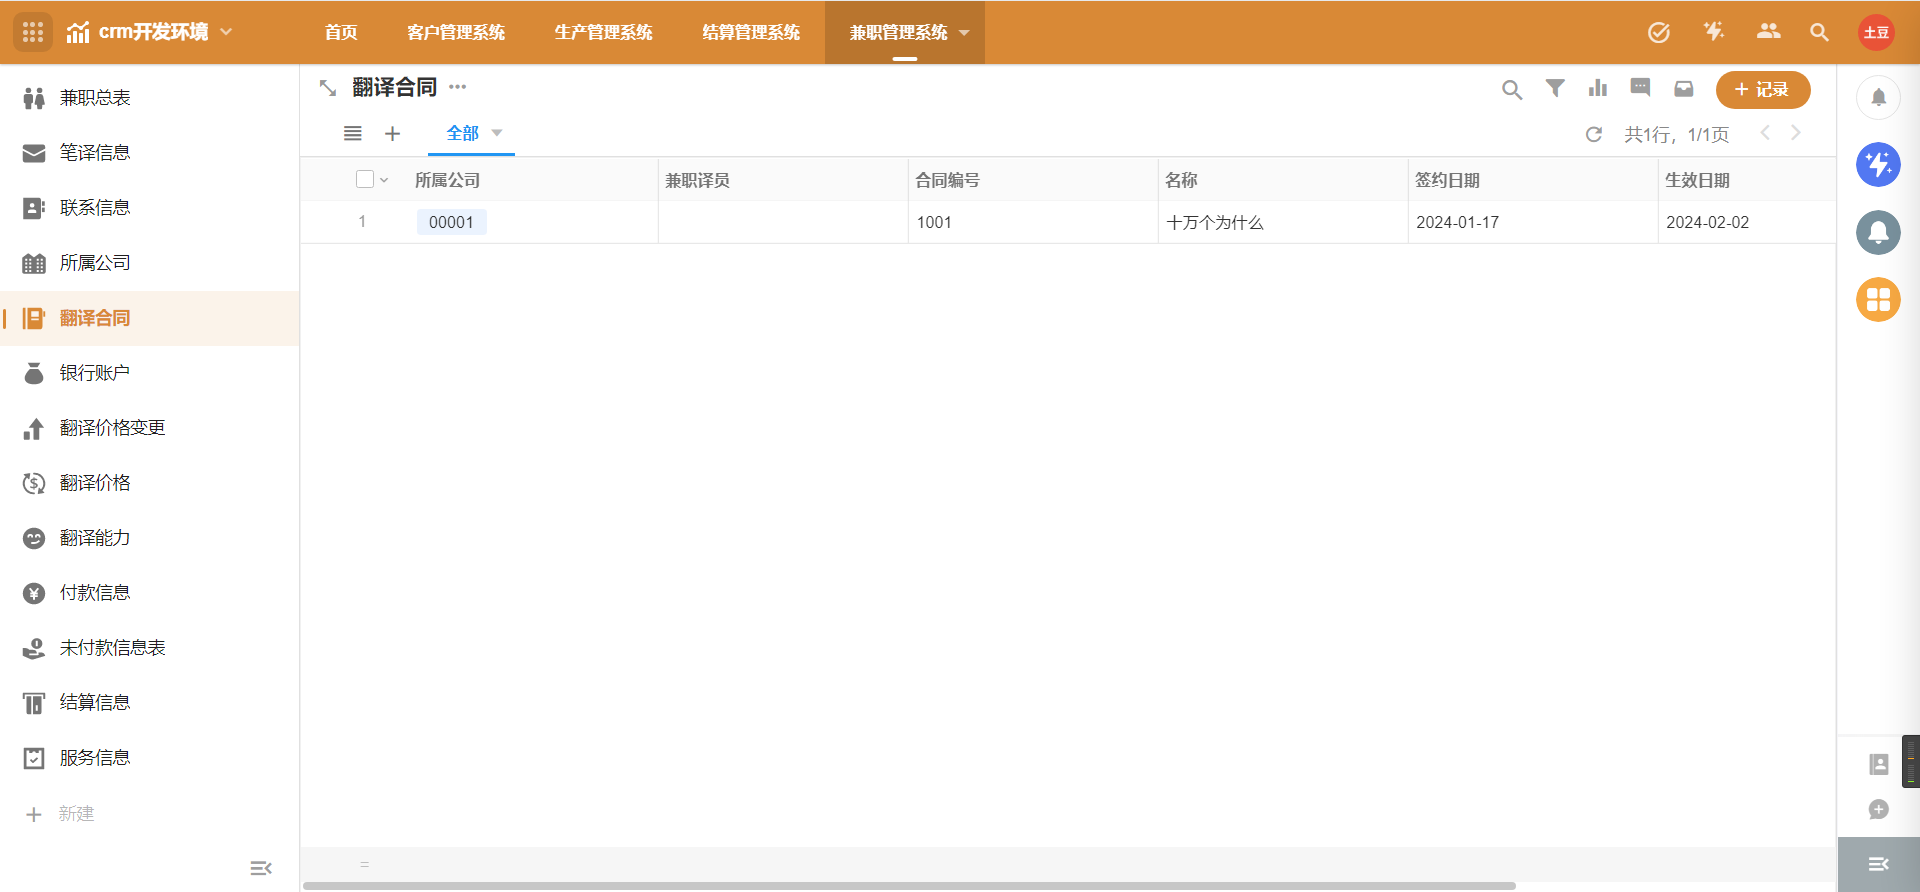 crm开发环境 首页 客户管理系统 生产管理系统 结算管理系统 兼职管理系统 土豆
兼职总表
笔译信息
联系信息
所属公司
翻译合同
银行账户
翻译价格变更
翻译价格
翻译能力
付款信息
未付款信息表
结算信息
服务信息
新建
翻译合同 ··· + 记录
全部 共1行，1/1页
所属公司 兼职译员 合同编号 名称 签约日期 生效日期
1 00001 1001 十万个为什么 2024-01-17 2024-02-02
=